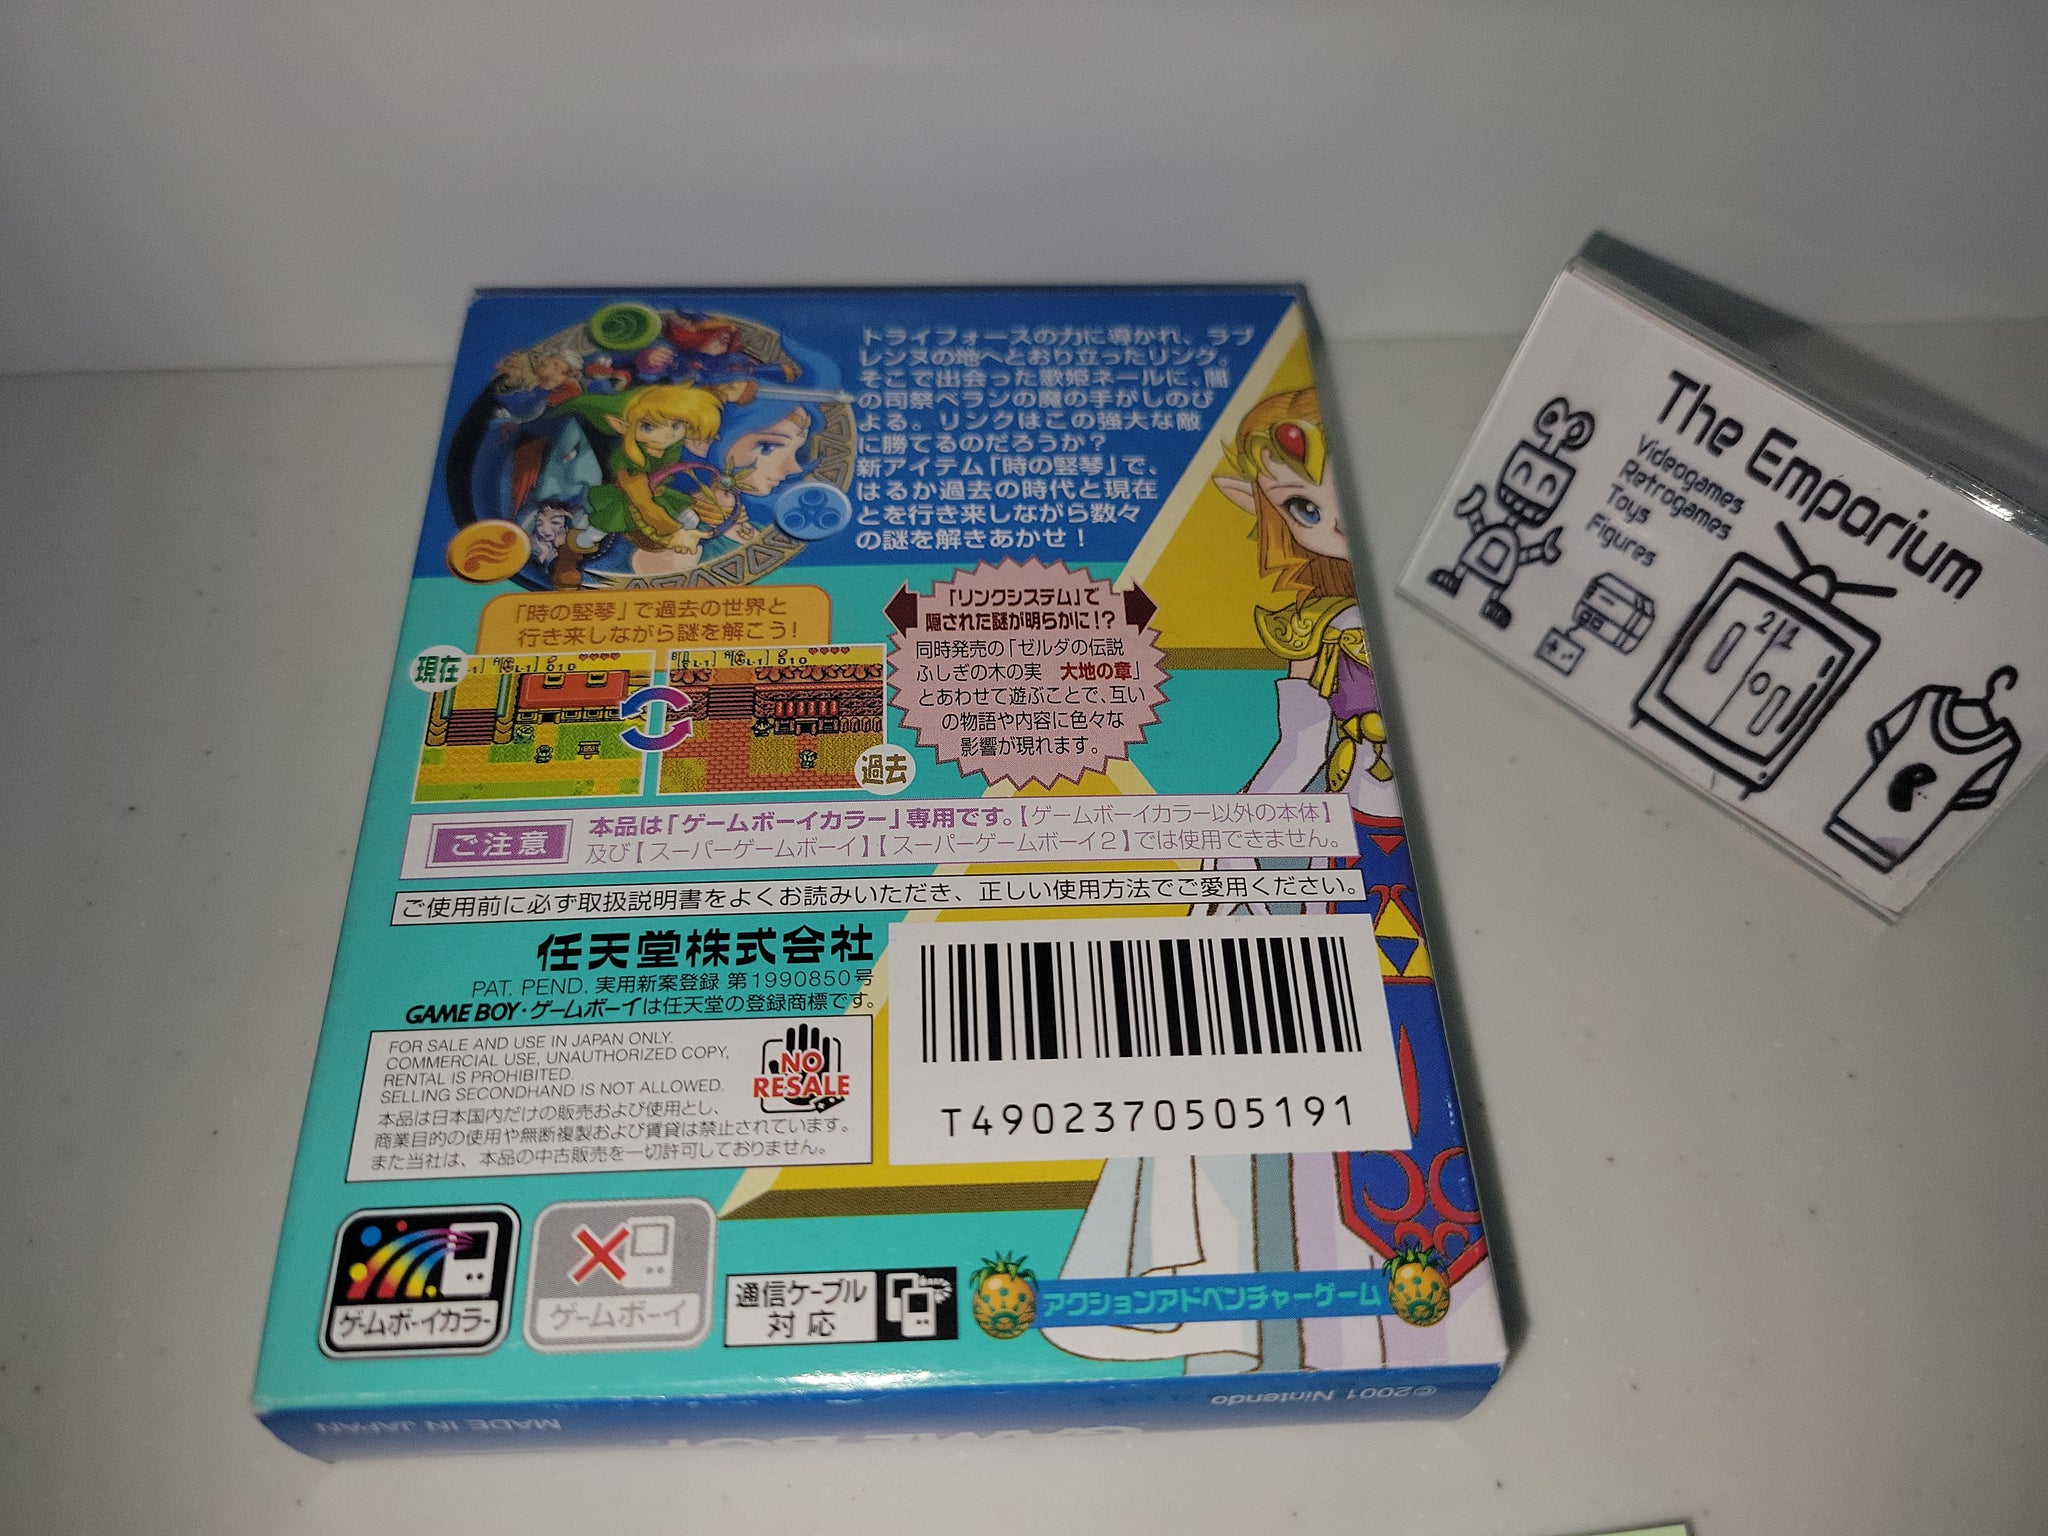 トライフォースの力に導かれ、ラブ
レンヌの地へとおり立ったリンク。
そこで出会った歌姫ネールに、闇
の司祭ベランの魔の手がしのび
よる。リンクはこの強大な敵
に勝てるのだろうか?
新アイテム「時の竪琴」で、
はるか過去の時代と現在
とを行き来しながら数々
の謎を解きあかせ!
「時の竪琴」で過去の世界と
行き来しながら謎を解こう!
現在
過去
「リンクシステム」で
隠された謎が明らかに!?
同時発売の「ゼルダの伝説
ふしぎの木の実 大地の章」
とあわせて遊ぶことで、互い
の物語や内容に色々な
影響が現れます。
ご注意
本品は「ゲームボーイカラー」専用です。【ゲームボーイカラー以外の本体】
及び【スーパーゲームボーイ】【スーパーゲームボーイ2】では使用できません。
ご使用前に必ず取扱説明書をよくお読みいただき、正しい使用方法でご愛用ください。
任天堂株式会社
PAT. PEND. 実用新案登録 第1990850号
GAME BOY・ゲームボーイは任天堂の登録商標です。
FOR SALE AND USE IN JAPAN ONLY.
COMMERCIAL USE, UNAUTHORIZED COPY,
RENTAL IS PROHIBITED.
SELLING SECONDHAND IS NOT ALLOWED.
本品は日本国内だけの販売および使用とし、
商業目的の使用や無断複製および賃貸は禁止されています。
また当社は、本品の中古販売を一切許可しておりません。
NO
RESALE
T4902370505191
ゲームボーイカラー
ゲームボーイ
通信ケーブル
対応
アクションアドベンチャーゲーム
MADE IN JAPAN
©2001 Nintendo
The Emporium
Videogames
Retrogames
Toys
Figures